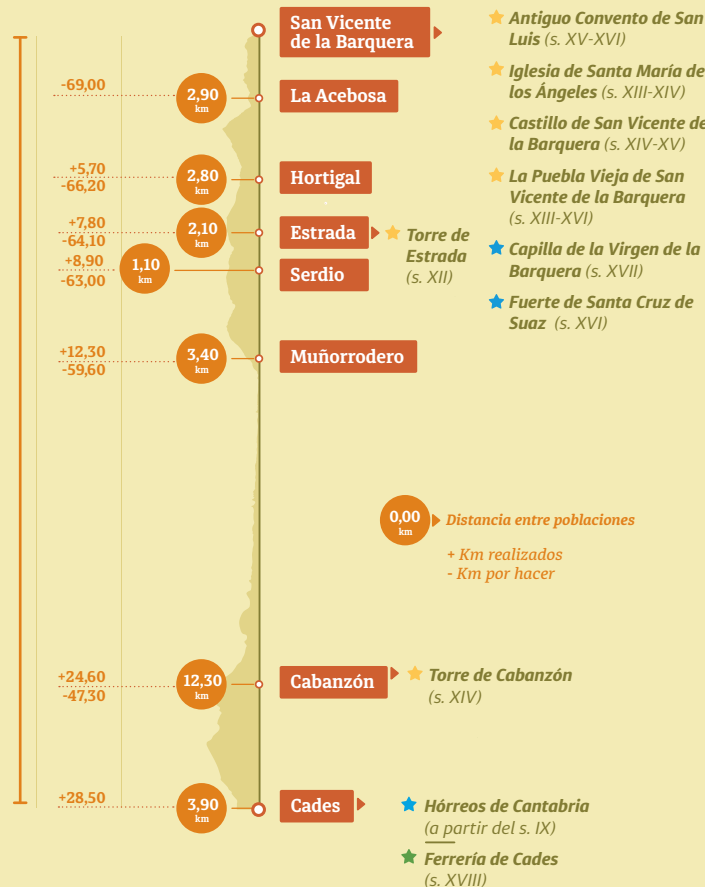 San Vicente
de la Barquera
Antiguo Convento de San
Luis (s. XV-XVI)
Iglesia de Santa María de
los Ángeles (s. XIII-XIV)
Castillo de San Vicente de
la Barquera (s. XIV-XV)
La Puebla Vieja de San
Vicente de la Barquera
(s. XIII-XVI)
Capilla de la Virgen de la
Barquera (s. XVII)
Fuerte de Santa Cruz de
Suaz (s. XVI)
-69,00
2,90
km
La Acebosa
+5,70
-66,20
2,80
km
Hortigal
+7,80
-64,10
2,10
km
Estrada
Torre de
Estrada
(s. XII)
+8,90
-63,00
1,10
km
Serdio
+12,30
-59,60
3,40
km
Muñorrodero
0,00
km
Distancia entre poblaciones
+ Km realizados
- Km por hacer
+24,60
-47,30
12,30
km
Cabanzón
Torre de Cabanzón
(s. XIV)
+28,50
3,90
km
Cades
Hórreos de Cantabria
(a partir del s. IX)
Ferrería de Cades
(s. XVIII)